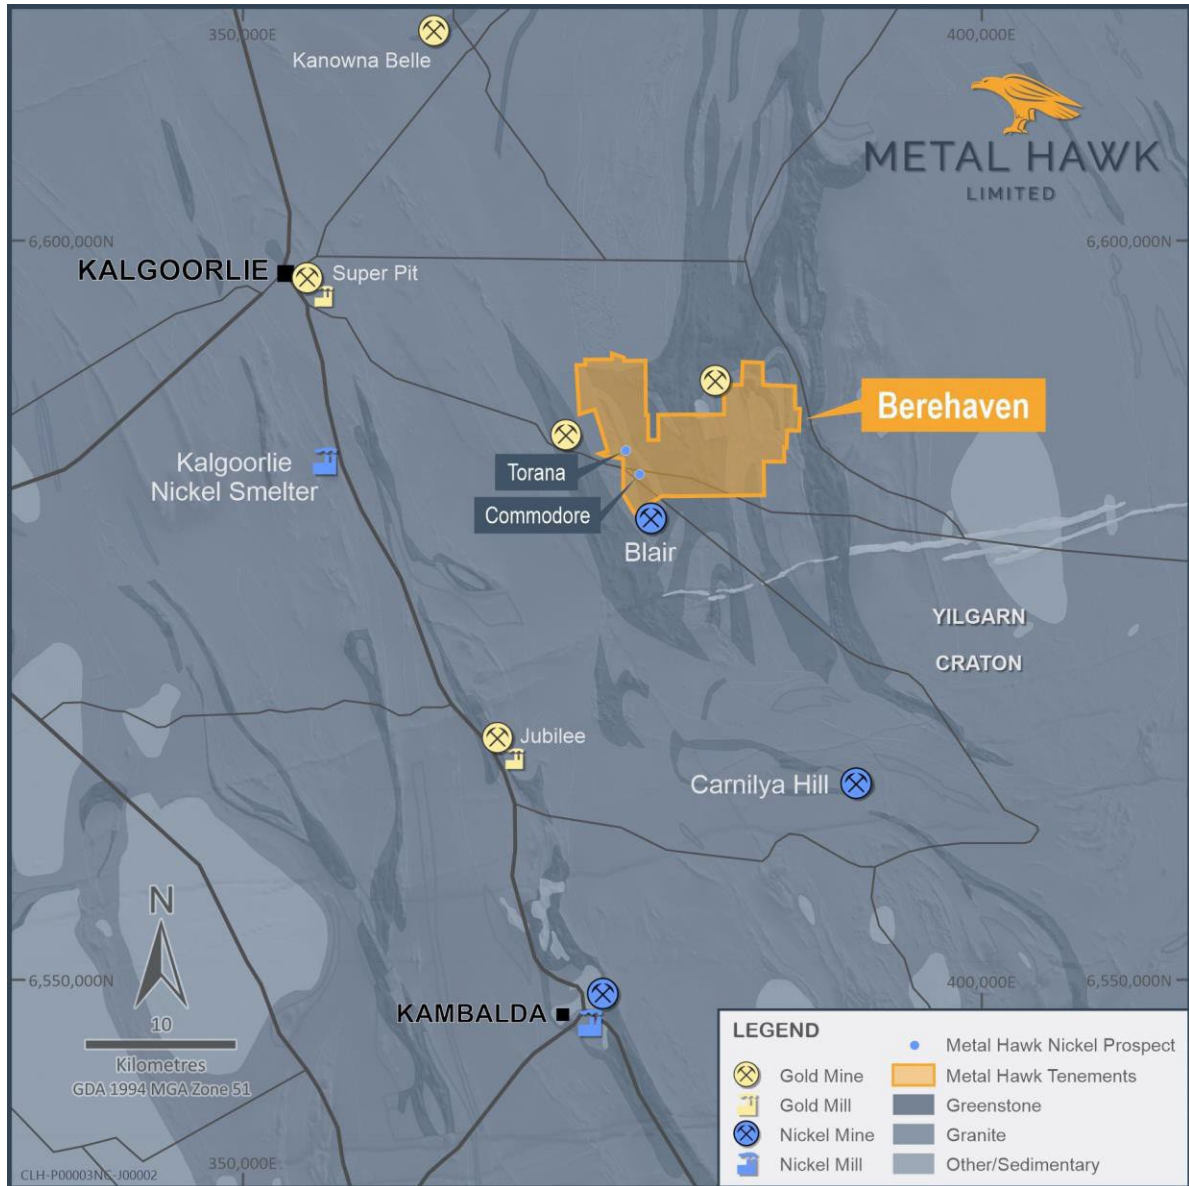 350,000E
400,000E
Kanowna Belle
METAL HAWK
LIMITED
6,600,000N
6,600,000N
KALGOORLIE
Super Pit
Berehaven
Kalgoorlie
Nickel Smelter
Torana
Commodore
Blair
YILGARN
CRATON
Jubilee
Carnilya Hill
N
6,550,000N
400,000E
6,550,000N
KAMBALDA
10
Kilometres
GDA 1994 MGA Zone 51
350,000E
CLH-P00003NC-J00002
LEGEND
Gold Mine
Gold Mill
Nickel Mine
Nickel Mill
Metal Hawk Nickel Prospect
Metal Hawk Tenements
Greenstone
Granite
Other/Sedimentary